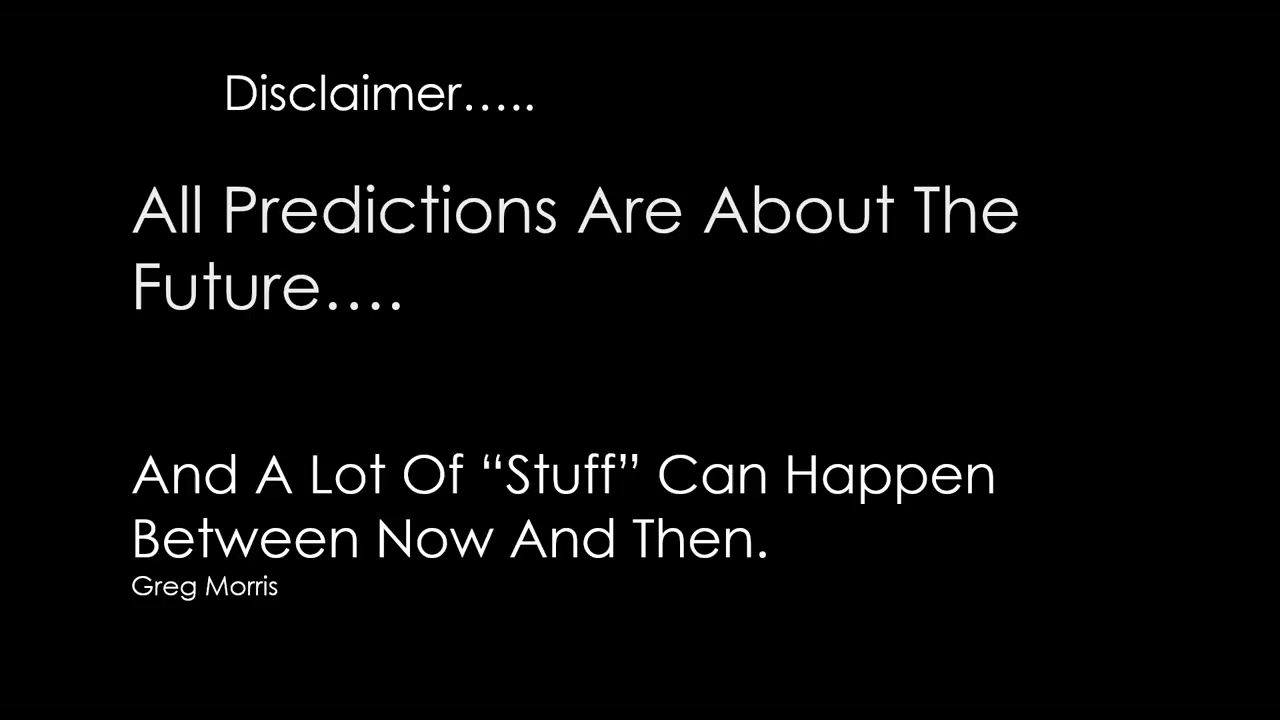 Disclaimer.....
All Predictions Are About The
Future....
And A Lot Of “Stuff” Can Happen
Between Now And Then.
Greg Morris